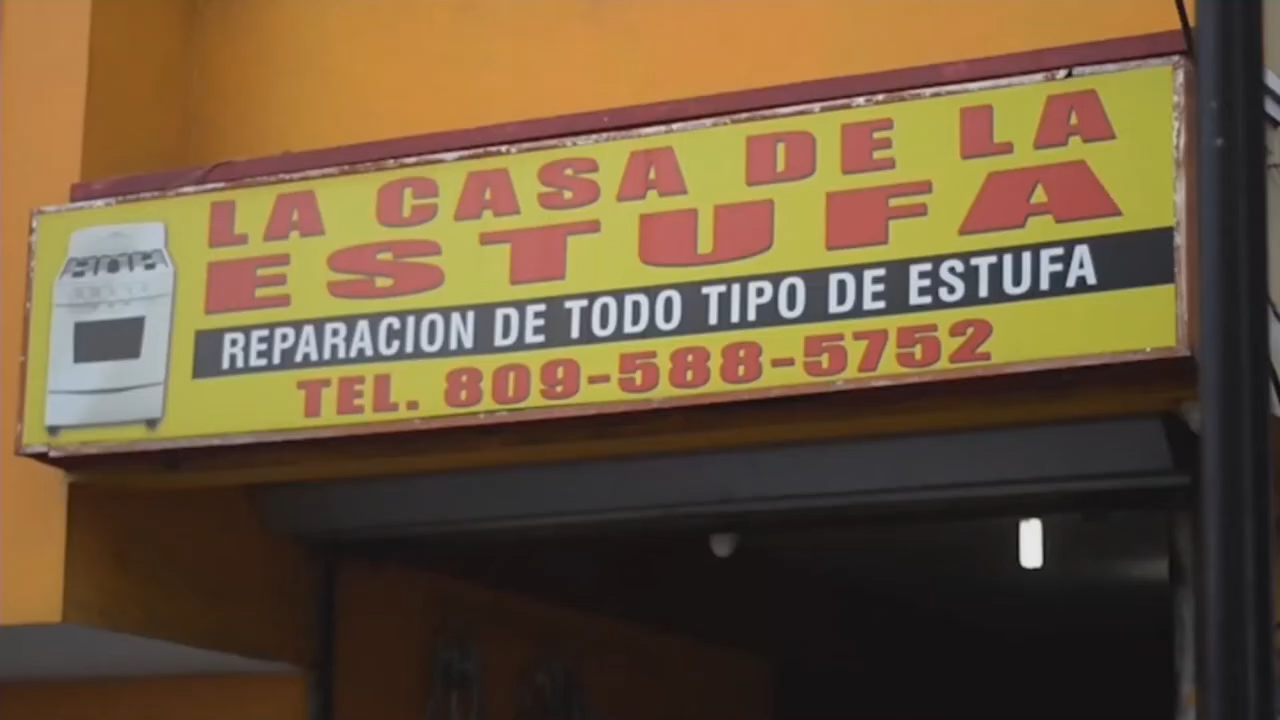 LA CASA DE LA
ESTUFA
REPARACION DE TODO TIPO DE ESTUFA
TEL. 809-588-5752